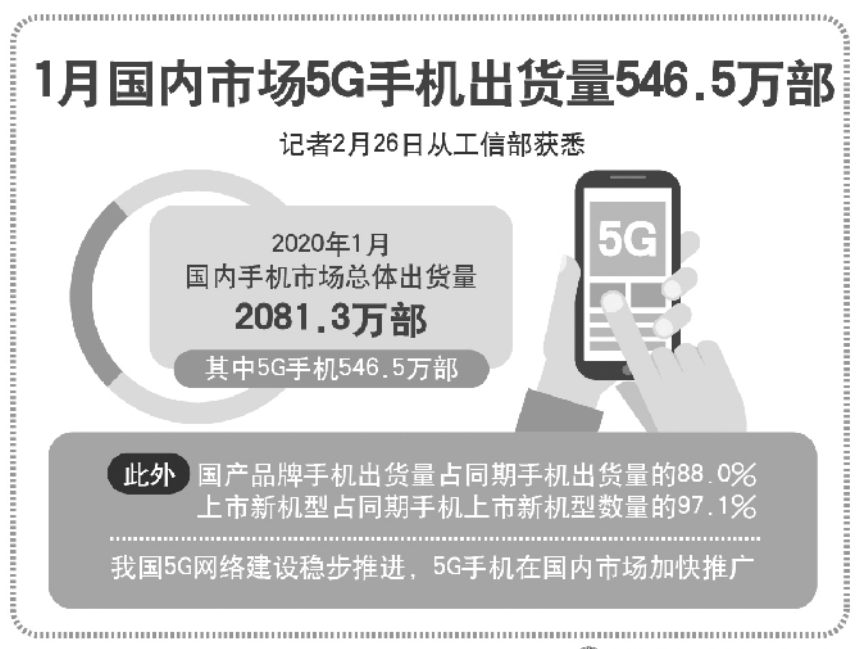 1月国内市场5G手机出货量546.5万部
记者2月26日从工信部获悉
2020年1月
国内手机市场总体出货量
2081.3万部
其中5G手机546.5万部
5G
此外 国产品牌手机出货量占同期手机出货量的88.0%
上市新机型占同期手机上市新机型数量的97.1%
我国5G网络建设稳步推进，5G手机在国内市场加快推广